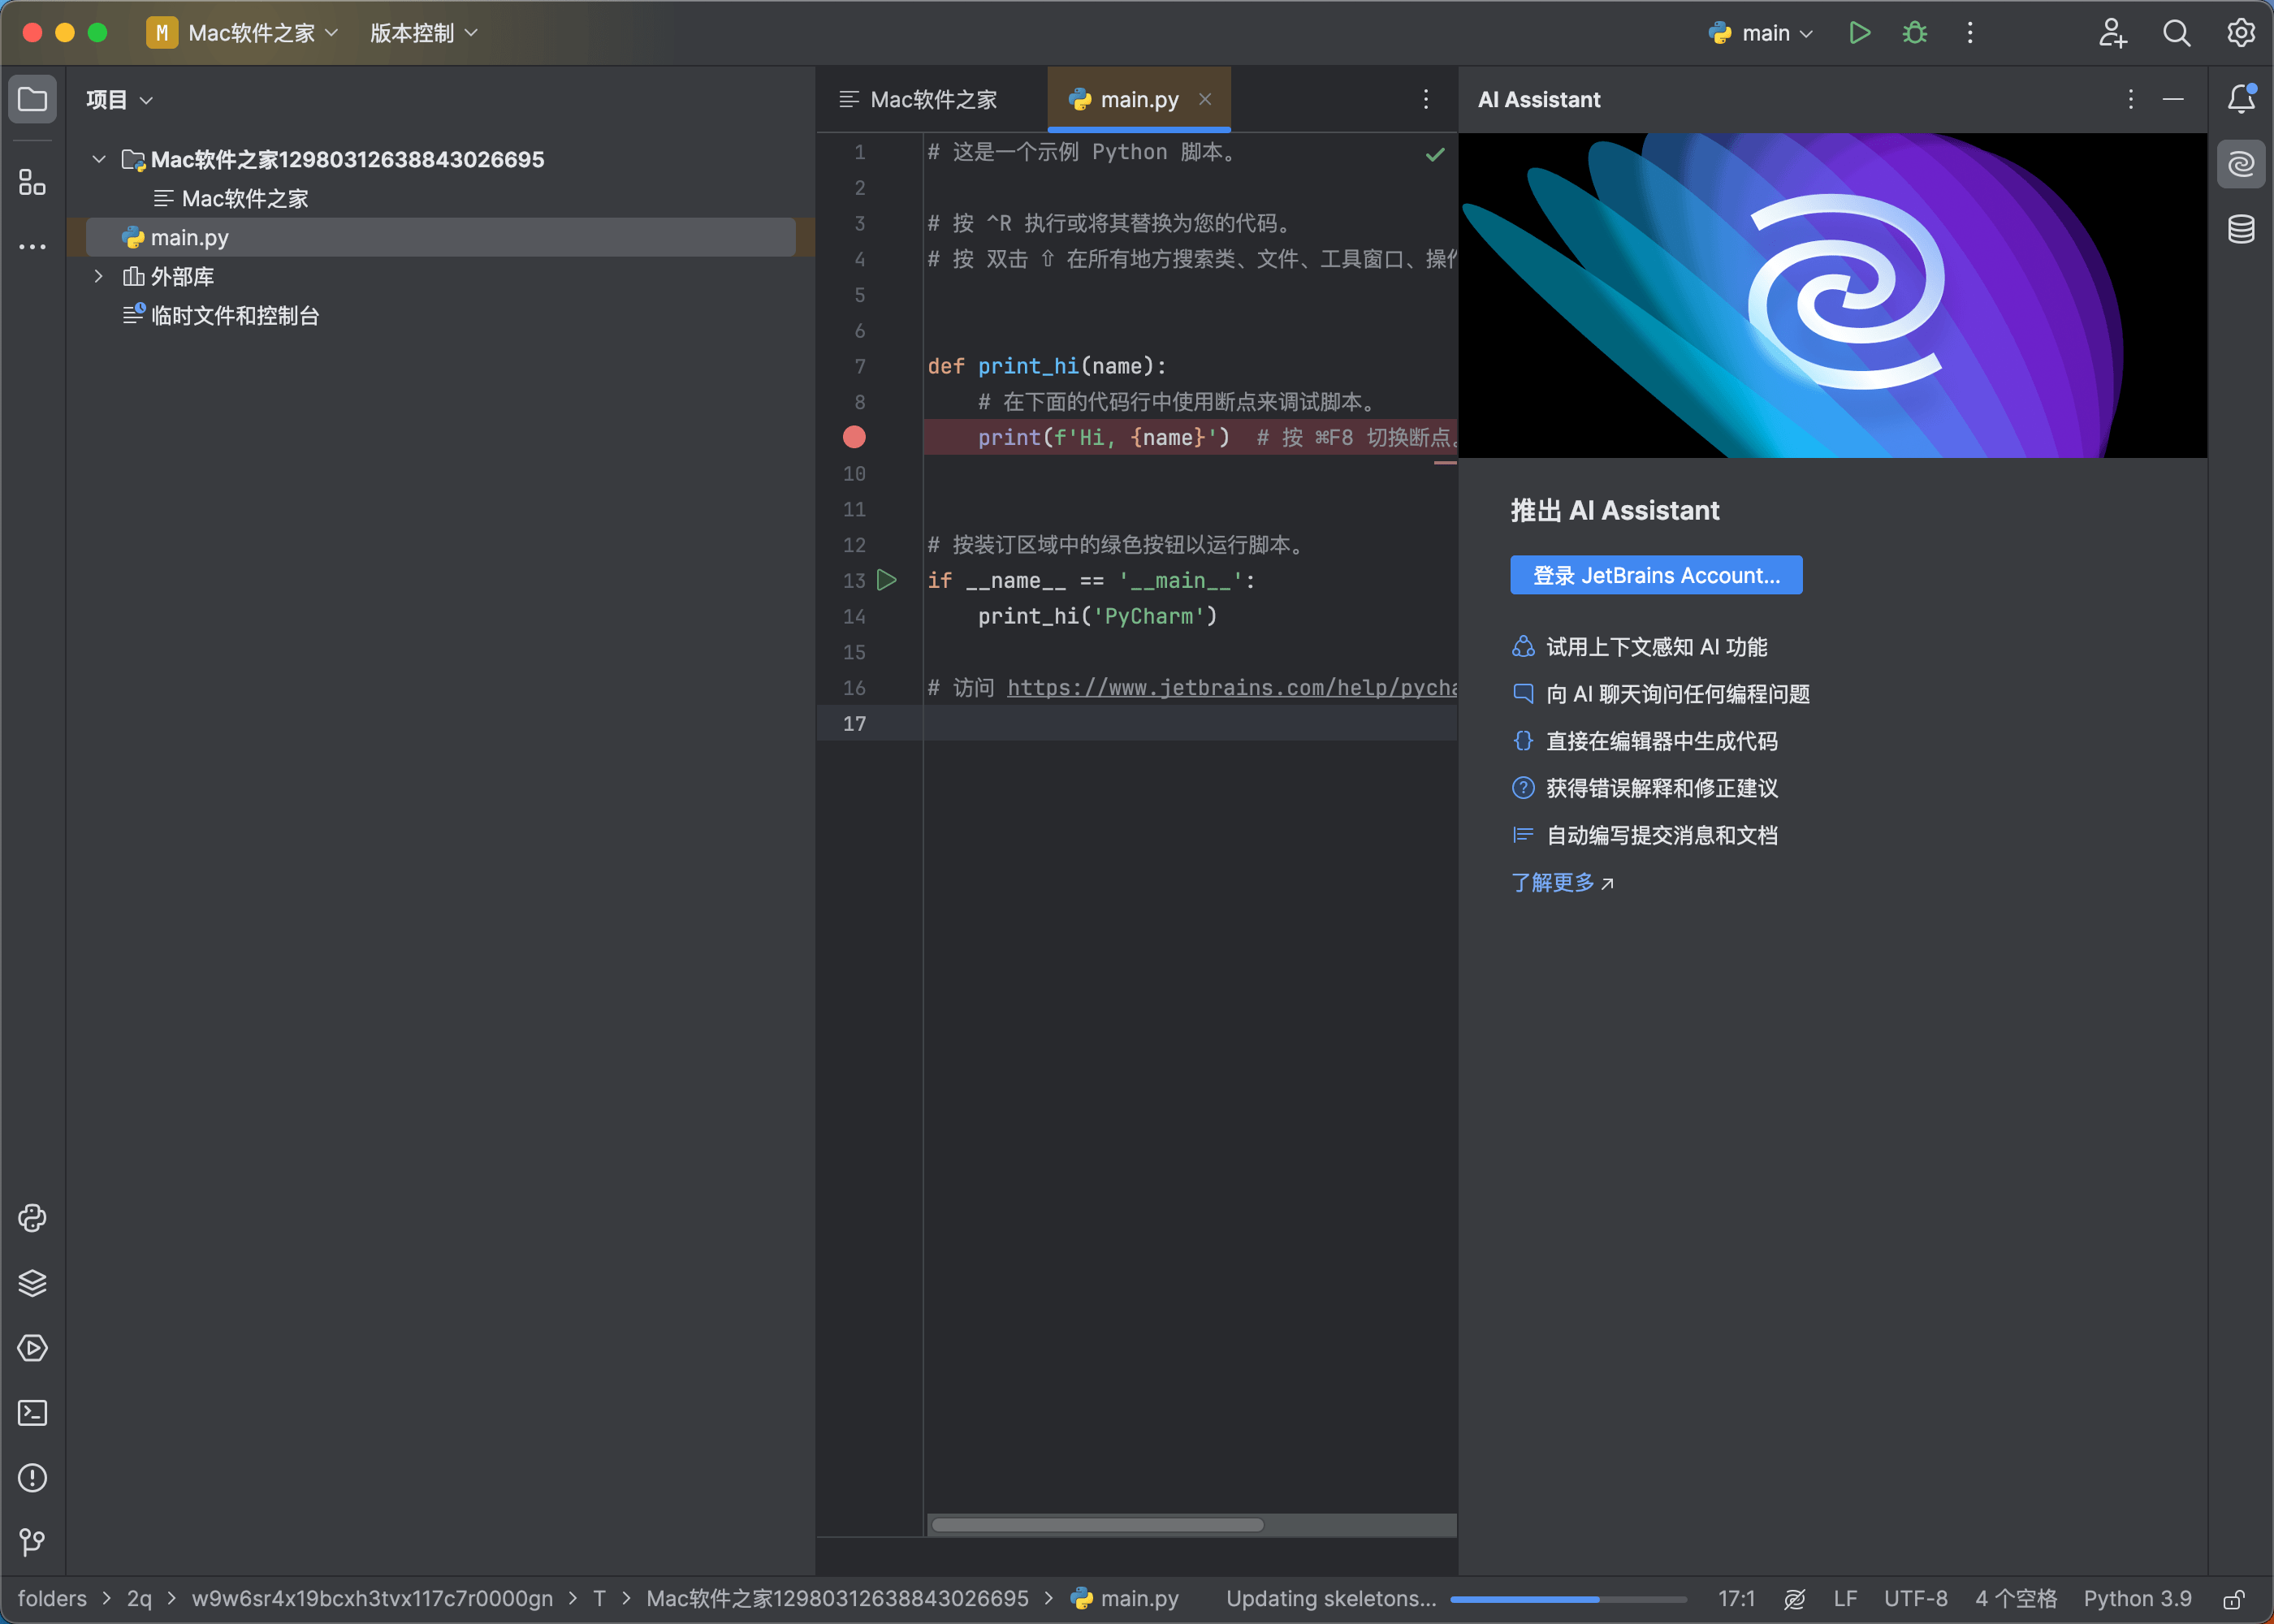 M Mac软件之家 版本控制 main
项目
Mac软件之家12980312638843026695
Mac软件之家
main.py
外部库
临时文件和控制台
Mac软件之家 main.py
1 # 这是一个示例 Python 脚本。
2
3 # 按 ^R 执行或将其替换为您的代码。
4 # 按 双击 ⇧ 在所有地方搜索类、文件、工具窗口、操作
5
6
7 def print_hi(name):
8 # 在下面的代码行中使用断点来调试脚本。
print(f'Hi, {name}') # 按 ⌘F8 切换断点。
10
11
12 # 按装订区域中的绿色按钮以运行脚本。
13 if __name__ == '__main__':
14 print_hi('PyCharm')
15
16 # 访问 https://www.jetbrains.com/help/pycha
17
AI Assistant
推出 AI Assistant
登录 JetBrains Account...
试用上下文感知 AI 功能
向 AI 聊天询问任何编程问题
直接在编辑器中生成代码
获得错误解释和修正建议
自动编写提交消息和文档
了解更多↗
folders > 2q > w9w6sr4x19bcxh3tvx117c7r0000gn > T > Mac软件之家12980312638843026695 > main.py Updating skeletons... 17:1 LF UTF-8 4 个空格 Python 3.9